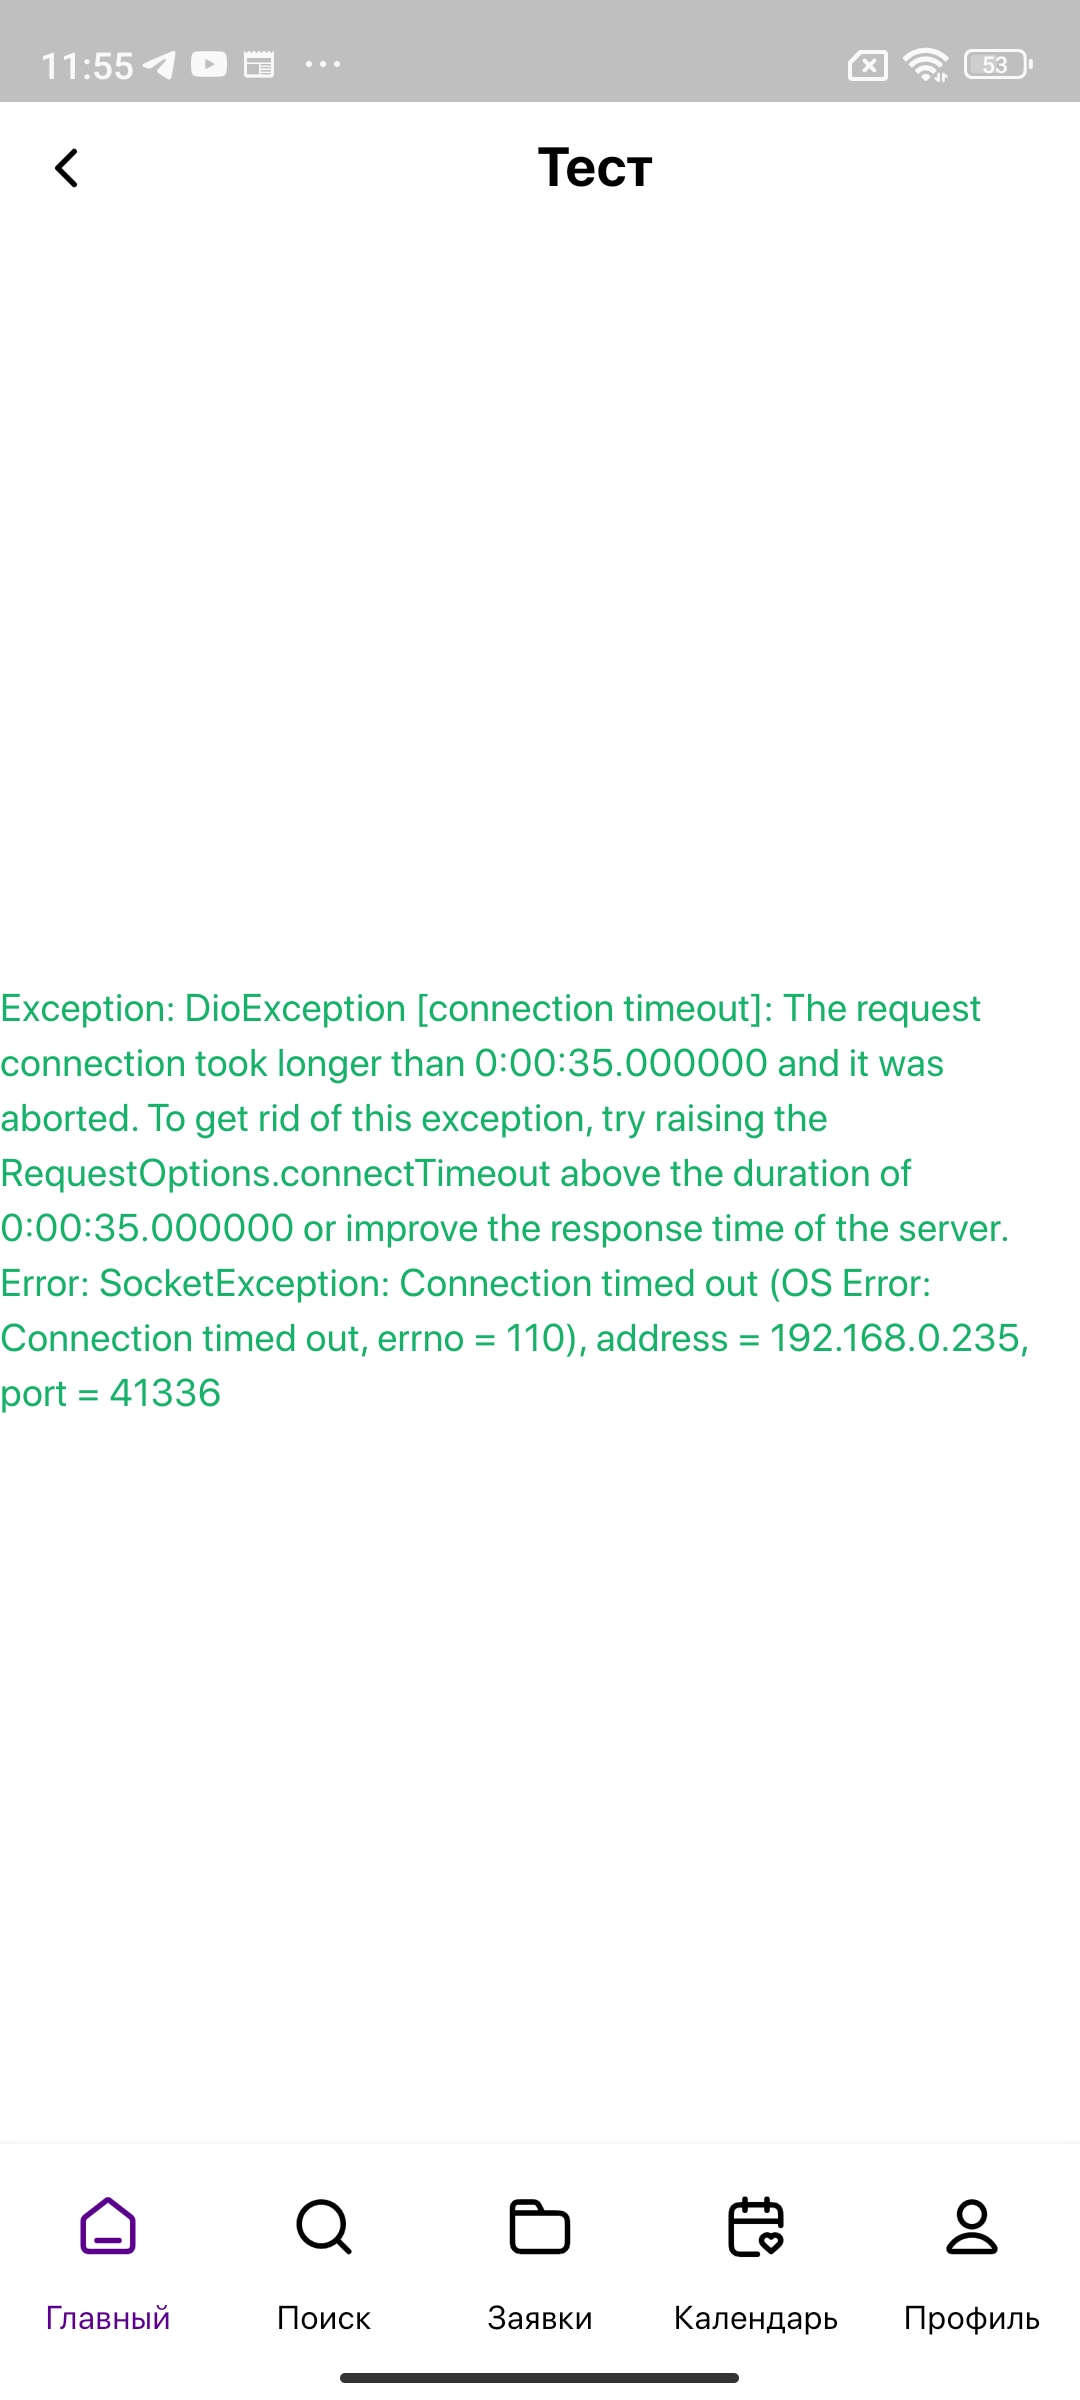 11:55
53
Тест
Exception: DioException [connection timeout]: The request
connection took longer than 0:00:35.000000 and it was
aborted. To get rid of this exception, try raising the
RequestOptions.connectTimeout above the duration of
0:00:35.000000 or improve the response time of the server.
Error: SocketException: Connection timed out (OS Error:
Connection timed out, errno = 110), address = 192.168.0.235,
port = 41336
Главный
Поиск
Заявки
Календарь
Профиль